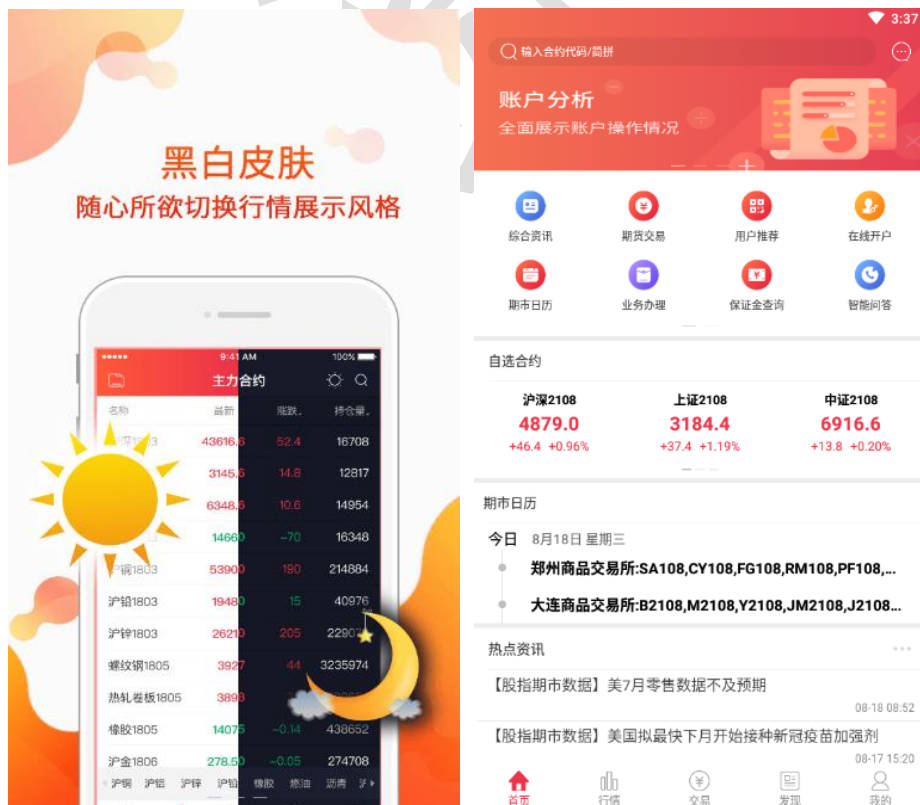 黑白皮肤
随心所欲切换行情展示风格
9:41 AM 100%
主力合约
名称 最新 涨跌 持仓量
43616.6 52.4 16708
3145.6 14.8 12817
6348.6 10.6 14954
14660 -70 16348
沪铜1803 53900 190 214884
沪铅1803 19480 15 40976
沪锌1803 26210 205
螺纹钢1805 3927 44 3235974
热轧卷板1805 3898
橡胶1805 14075 -0.14 438652
沪金1806 278.50 -0.05 274708
沪铜 沪铝 沪锌 沪铅 橡胶 燃油 沥青
3:37
输入合约代码/简拼
账户分析
全面展示账户操作情况
综合资讯 期货交易 用户推荐 在线开户
期市日历 业务办理 保证金查询 智能问答
自选合约
沪深2108 上证2108 中证2108
4879.0 3184.4 6916.6
+46.4 +0.96% +37.4 +1.19% +13.8 +0.20%
期市日历
今日 8月18日 星期三
郑州商品交易所:SA108,CY108,FG108,RM108,PF108,...
大连商品交易所:B2108,M2108,Y2108,JM2108,J2108...
热点资讯
【股指期市数据】美7月零售数据不及预期
08-18 08:52
【股指期市数据】美国拟最快下月开始接种新冠疫苗加强剂
08-17 15:20
首页 行情 交易 发现 我的